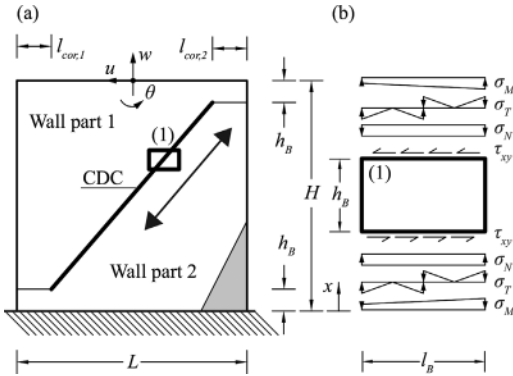 (a)
l_cor,1
l_cor,2
w
u
θ
Wall part 1
(1)
CDC
h_B
H
h_B
Wall part 2
L
(b)
σ_M
σ_T
σ_N
τ_xy
(1)
h_B
τ_xy
σ_N
x
σ_T
σ_M
l_B